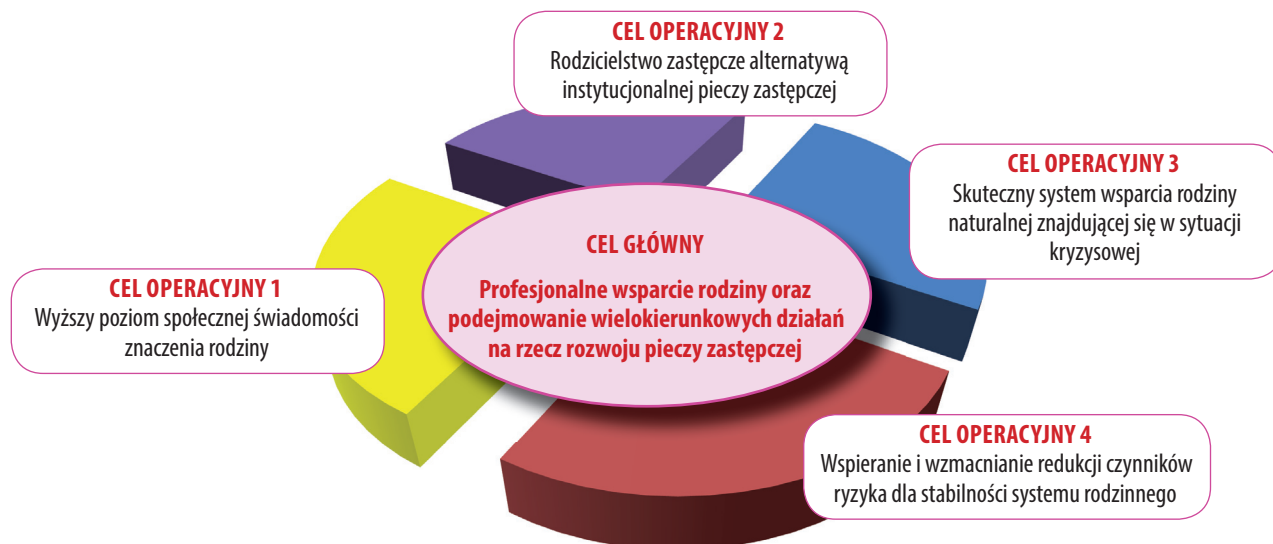 CEL OPERACYJNY 2
Rodzicielstwo zastępcze alternatywą
instytucjonalnej pieczy zastępczej
CEL OPERACYJNY 3
Skuteczny system wsparcia rodziny
naturalnej znajdującej się w sytuacji
kryzysowej
CEL GŁÓWNY
Profesjonalne wsparcie rodziny oraz
podejmowanie wielokierunkowych działań
na rzecz rozwoju pieczy zastępczej
CEL OPERACYJNY 1
Wyższy poziom społecznej świadomości
znaczenia rodziny
CEL OPERACYJNY 4
Wspieranie i wzmacnianie redukcji czynników
ryzyka dla stabilności systemu rodzinnego